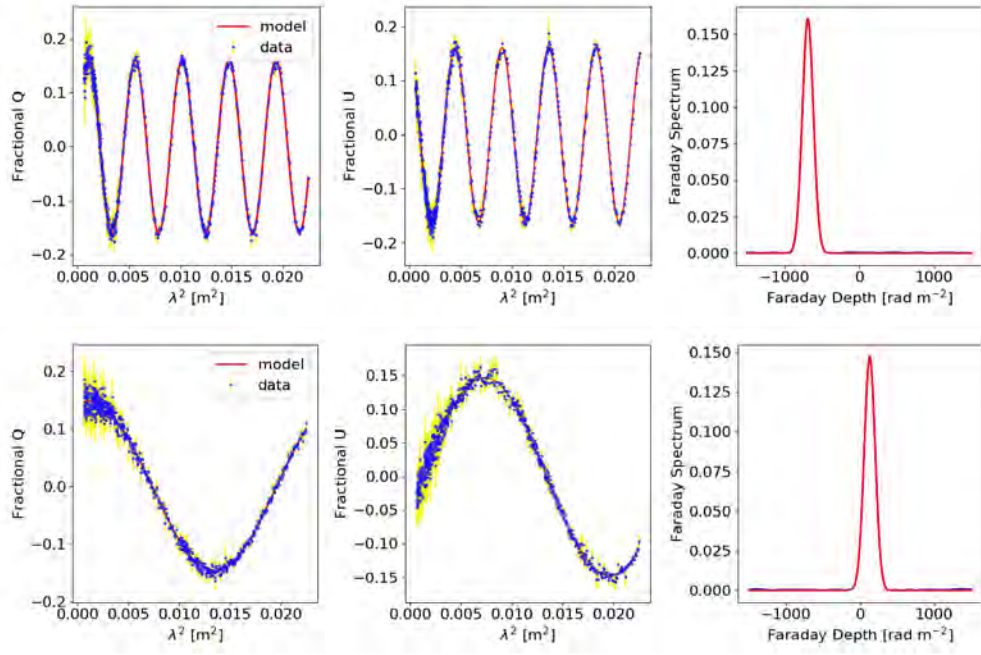 model
data
0.2
0.1
0.0
−0.1
−0.2
0.000 0.005 0.010 0.015 0.020
λ² [m²]
Fractional Q
0.2
0.1
0.0
−0.1
−0.2
0.000 0.005 0.010 0.015 0.020
λ² [m²]
Fractional U
0.150
0.125
0.100
0.075
0.050
0.025
0.000
−1000 0 1000
Faraday Depth [rad m⁻²]
Faraday Spectrum
model
data
0.2
0.1
0.0
−0.1
−0.2
0.000 0.005 0.010 0.015 0.020
λ² [m²]
Fractional Q
0.15
0.10
0.05
0.00
−0.05
−0.10
−0.15
0.000 0.005 0.010 0.015 0.020
λ² [m²]
Fractional U
0.150
0.125
0.100
0.075
0.050
0.025
0.000
−1000 0 1000
Faraday Depth [rad m⁻²]
Faraday Spectrum